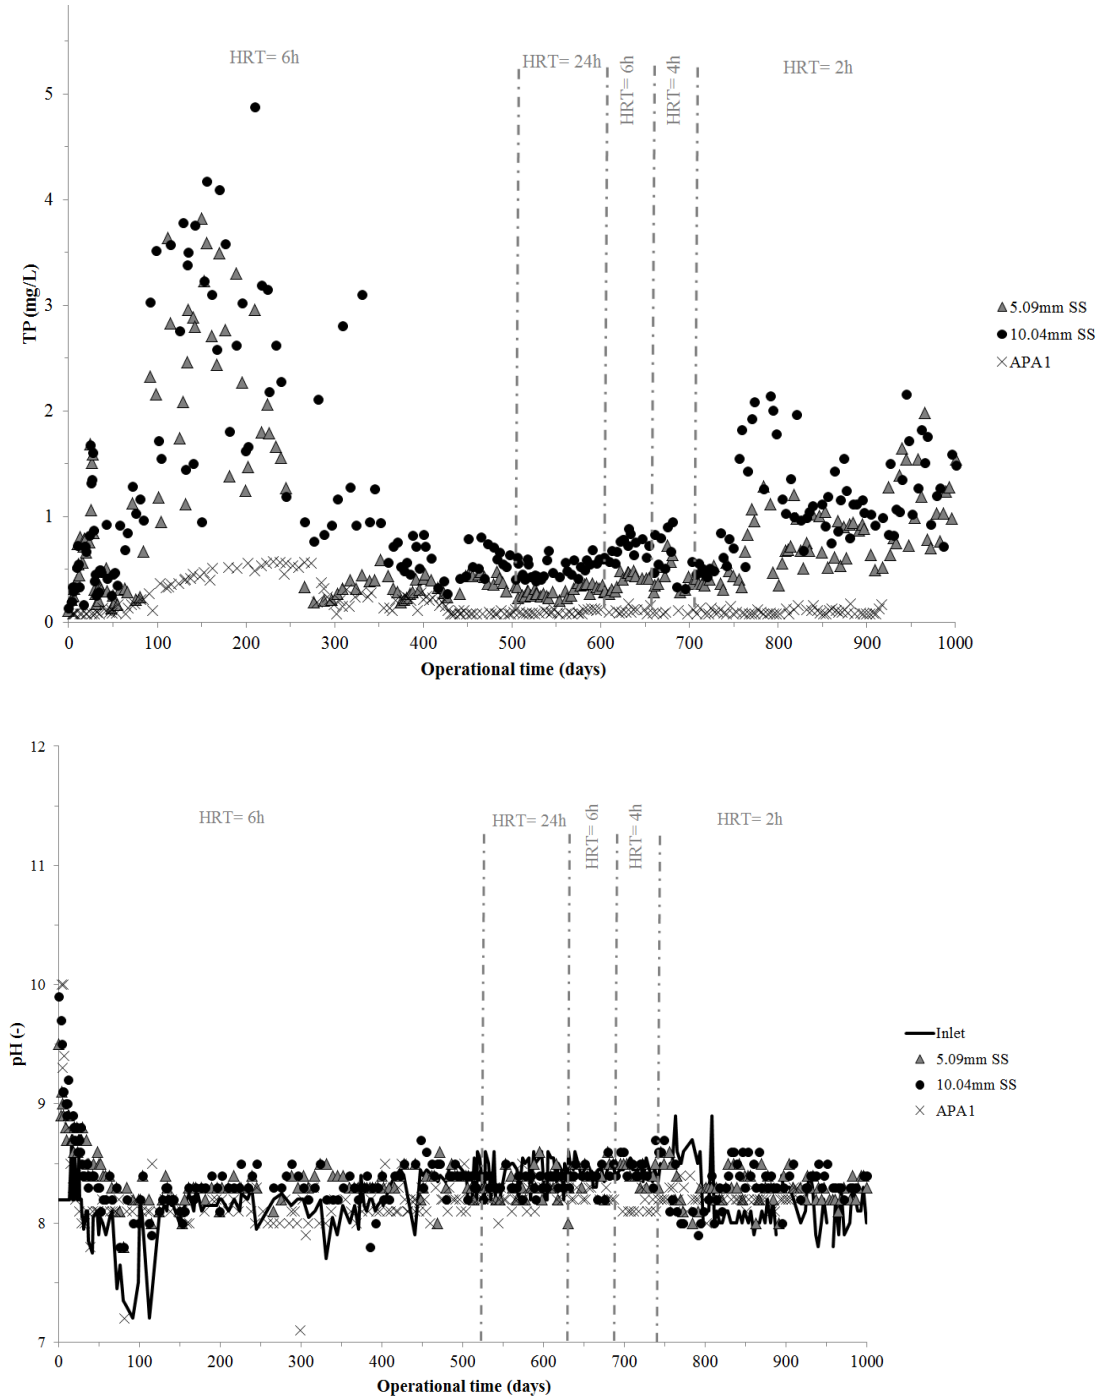 HRT= 6h
HRT= 24h
HRT= 6h
HRT= 4h
HRT= 2h
5
4
3
2
1
0
TP (mg/L)
5.09mm SS
10.04mm SS
APA1
0 100 200 300 400 500 600 700 800 900 1000
Operational time (days)
12
11
10
9
8
7
pH (-)
HRT= 6h
HRT= 24h
HRT= 6h
HRT= 4h
HRT= 2h
Inlet
5.09mm SS
10.04mm SS
APA1
0 100 200 300 400 500 600 700 800 900 1000
Operational time (days)